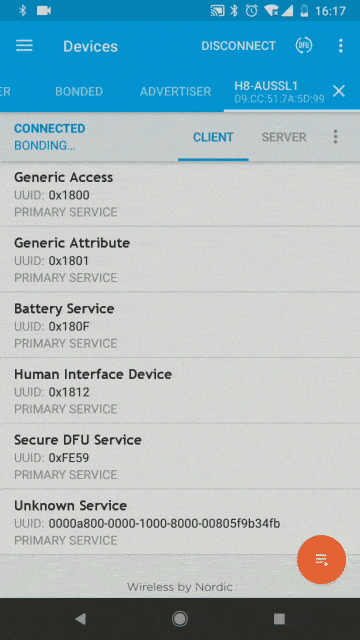 16:17
Devices
DISCONNECT
DFU
ER
BONDED
ADVERTISER
H8-AUSSL1
D9:CC:51:7A:5D:99
CONNECTED
BONDING...
CLIENT
SERVER
Generic Access
UUID: 0x1800
PRIMARY SERVICE
Generic Attribute
UUID: 0x1801
PRIMARY SERVICE
Battery Service
UUID: 0x180F
PRIMARY SERVICE
Human Interface Device
UUID: 0x1812
PRIMARY SERVICE
Secure DFU Service
UUID: 0xFE59
PRIMARY SERVICE
Unknown Service
UUID: 0000a800-0000-1000-8000-00805f9b34fb
PRIMARY SERVICE
Wireless by Nordic